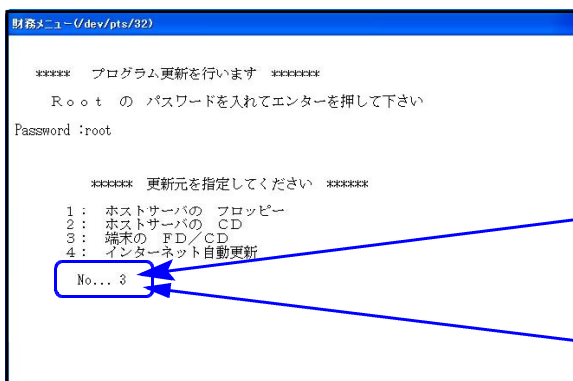 財務メニュー(/dev/pts/32)
***** プログラム更新を行います *******
Root の パスワードを入れてエンターを押して下さい
Password :root
****** 更新元を指定してください ******
1: ホストサーバの フロッピー
2: ホストサーバの CD
3: 端末の FD/CD
4: インターネット自動更新
No... 3